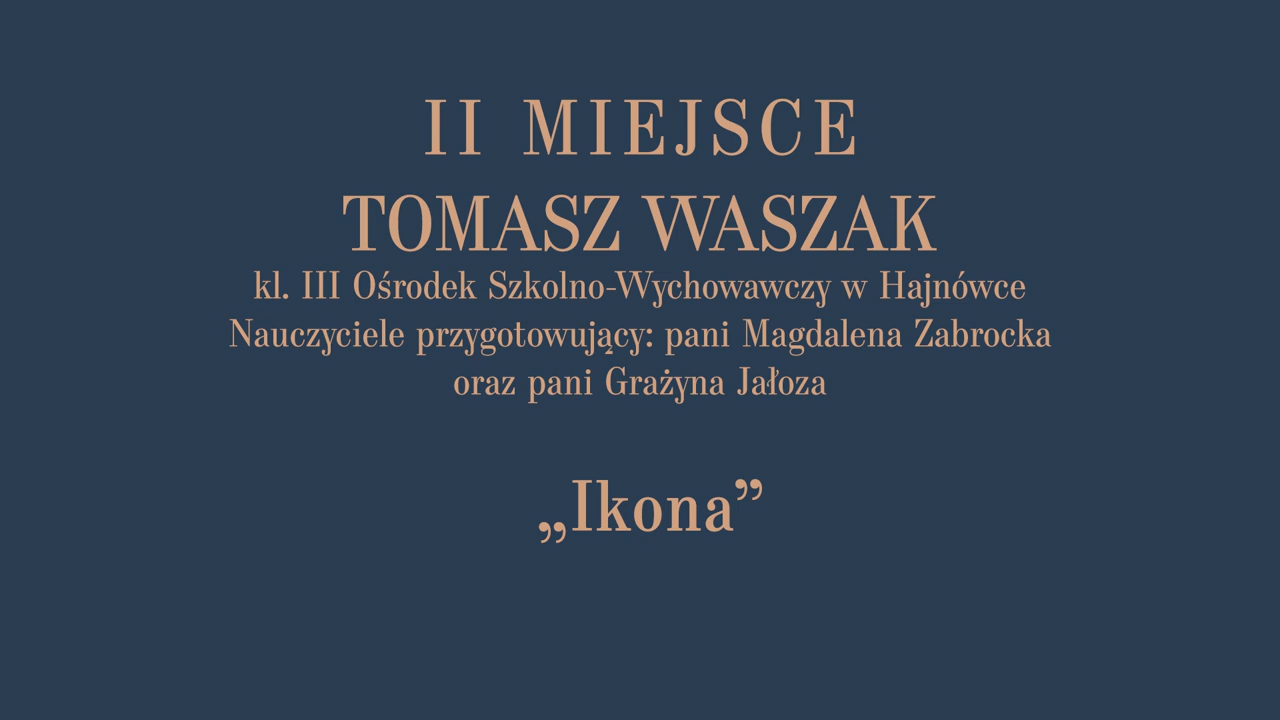 II MIEJSCE
TOMASZ WASZAK
kl. III Ośrodek Szkolno-Wychowawczy w Hajnówce
Nauczyciele przygotowujący: pani Magdalena Zabrocka
oraz pani Grażyna Jałoza
„Ikona”